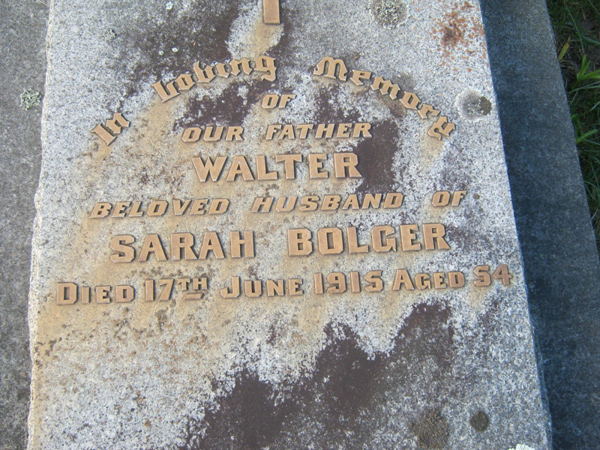 In Loving Memory
OF
OUR FATHER
WALTER
BELOVED HUSBAND OF
SARAH BOLGER
DIED 17TH JUNE 1915 AGED 54